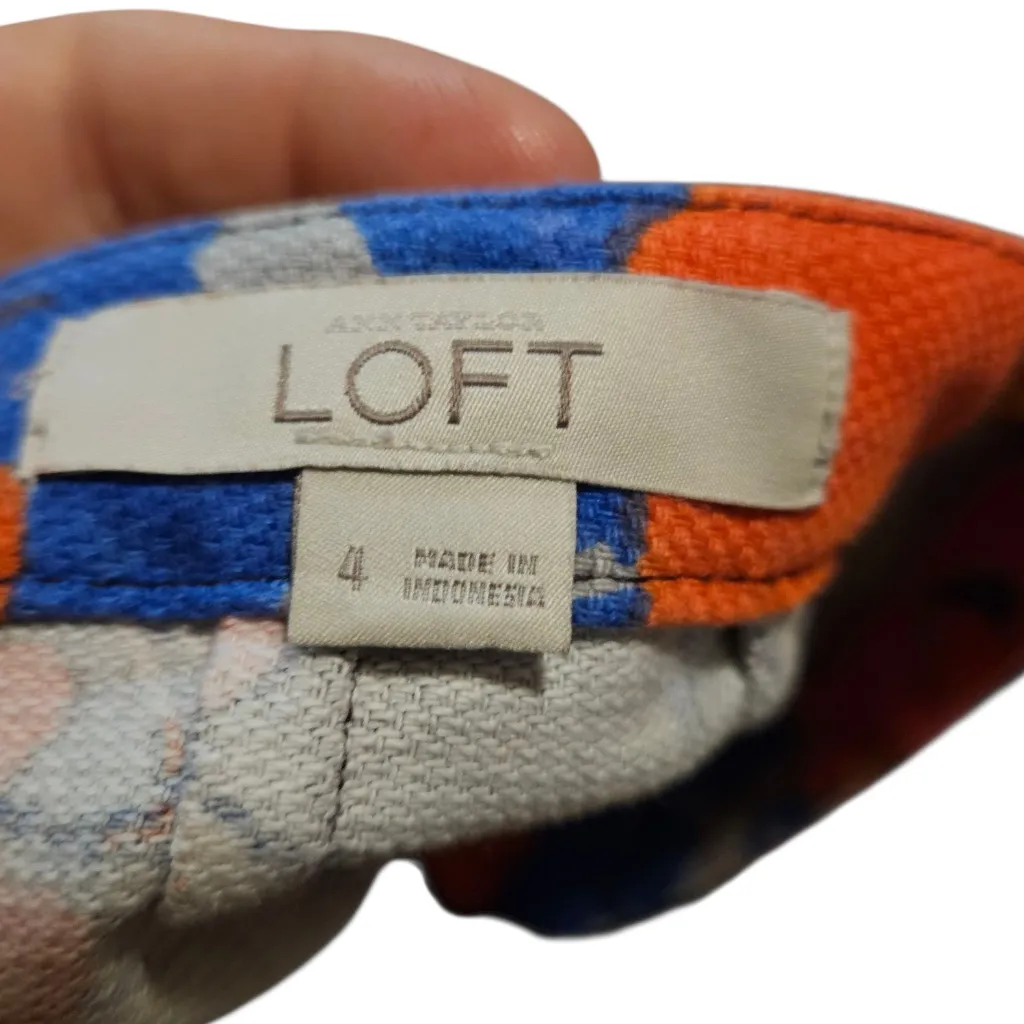 ANN TAYLOR
LOFT
4
MADE IN
INDONESIA